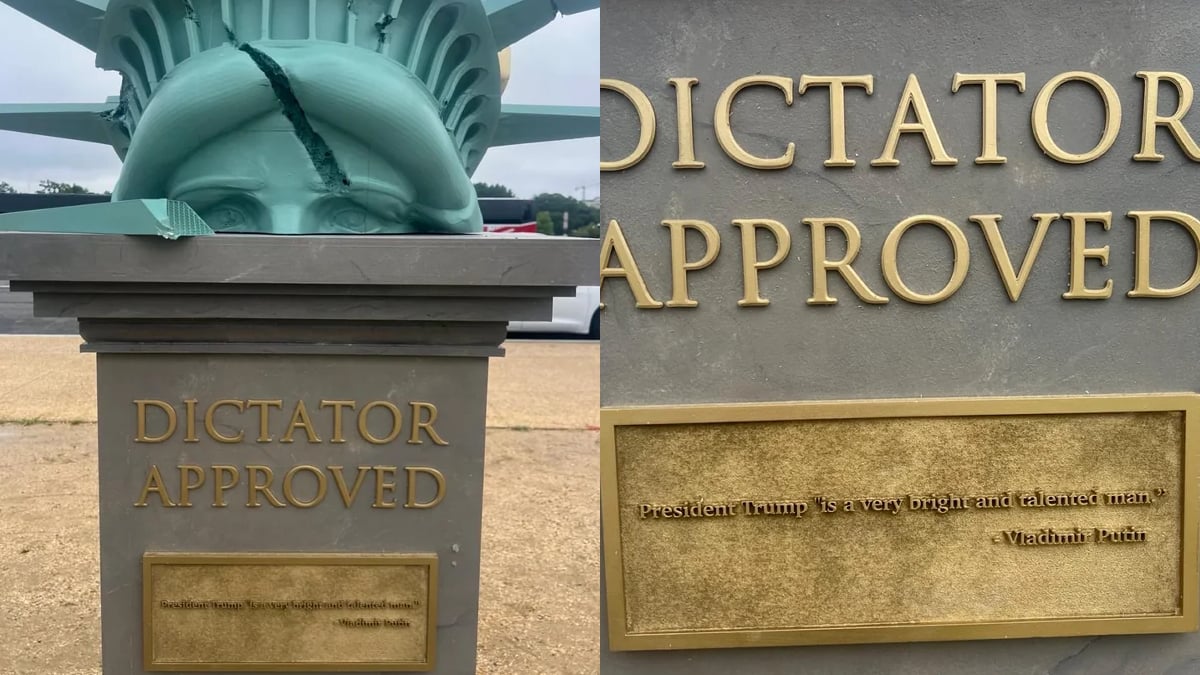 DICTATOR
APPROVED
President Trump "is a very bright and talented man."
- Vladimir Putin
DICTATOR
APPROVED
President Trump "is a very bright and talented man."
- Vladimir Putin